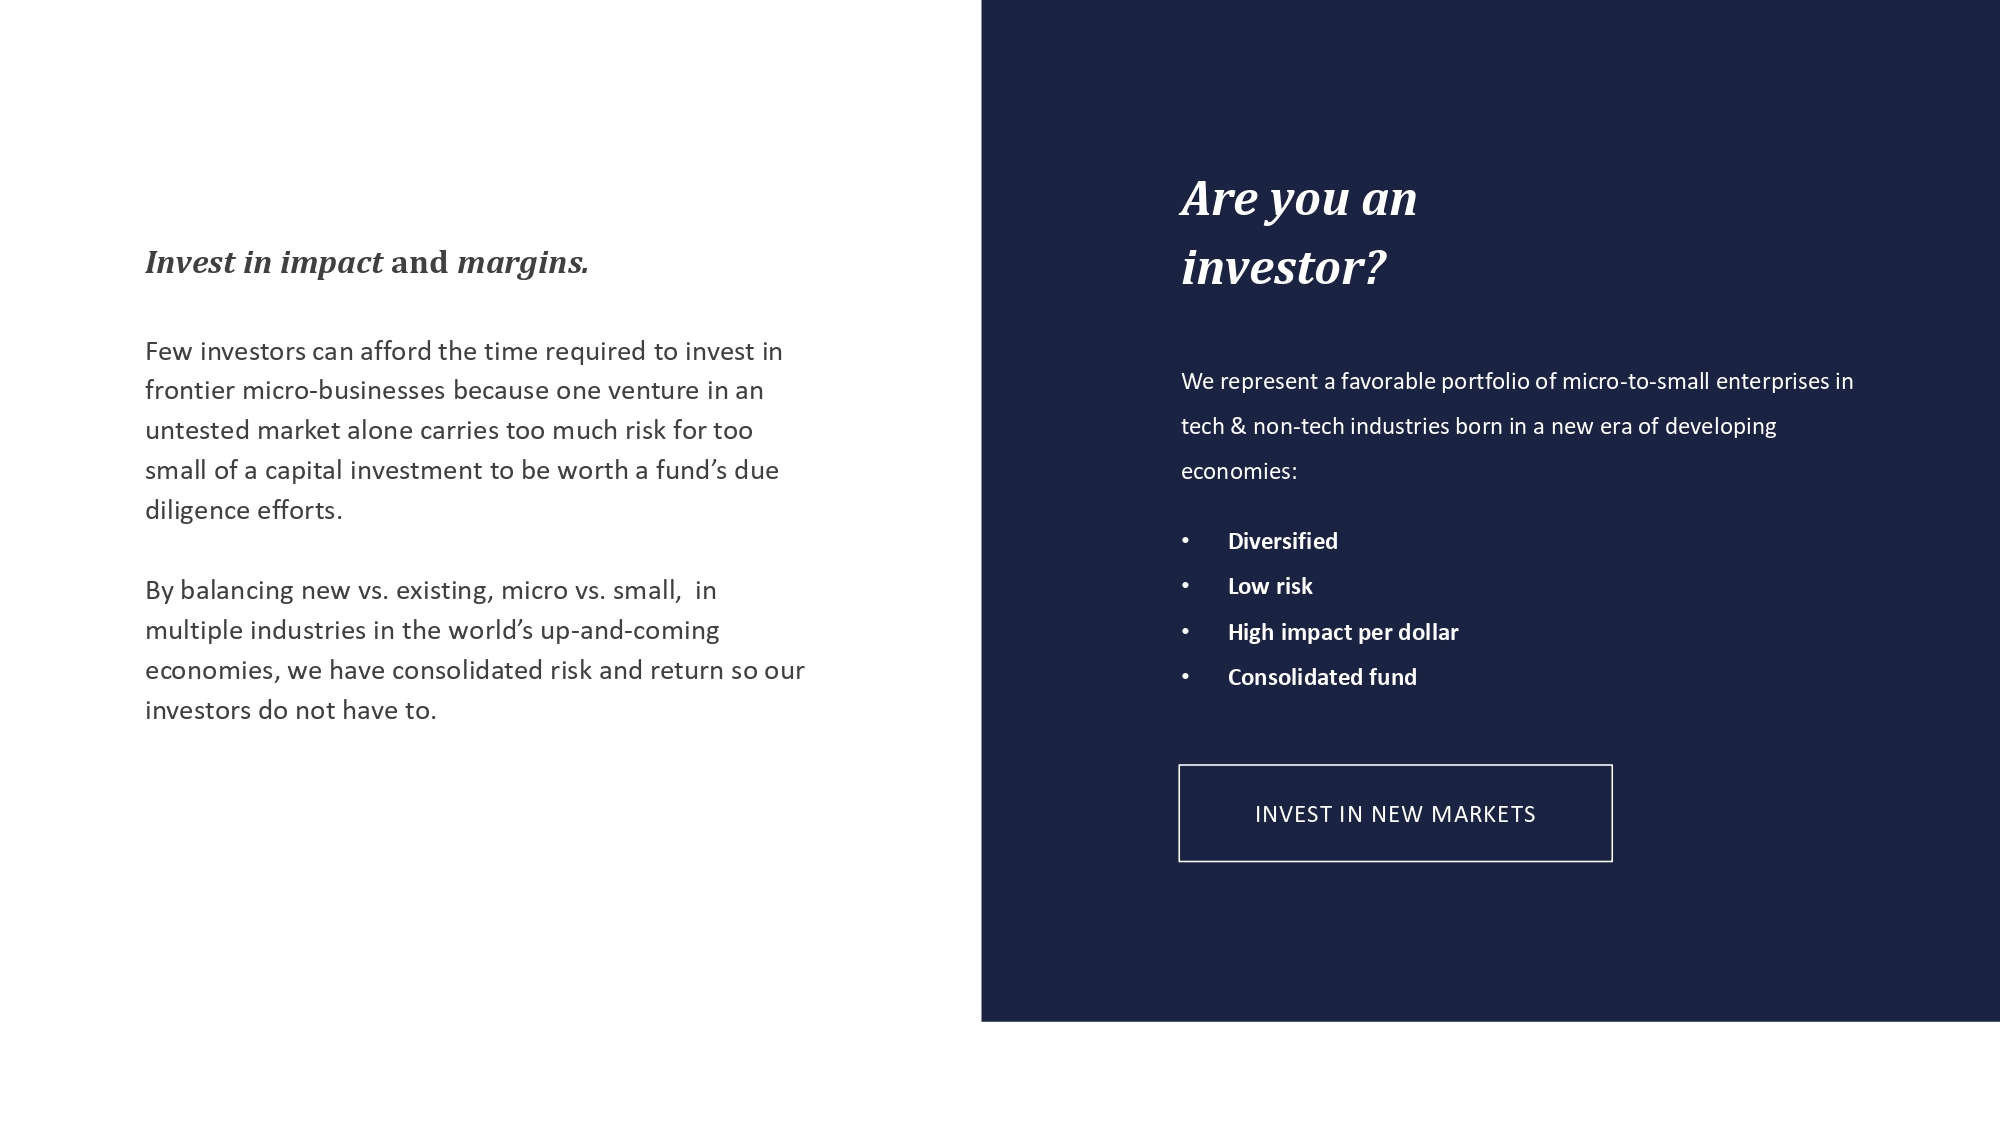 Invest in impact and margins.
Few investors can afford the time required to invest in
frontier micro-businesses because one venture in an
untested market alone carries too much risk for too
small of a capital investment to be worth a fund’s due
diligence efforts.
By balancing new vs. existing, micro vs. small,  in
multiple industries in the world’s up-and-coming
economies, we have consolidated risk and return so our
investors do not have to.
Are you an
investor?
We represent a favorable portfolio of micro-to-small enterprises in
tech & non-tech industries born in a new era of developing
economies:
• Diversified
• Low risk
• High impact per dollar
• Consolidated fund
INVEST IN NEW MARKETS